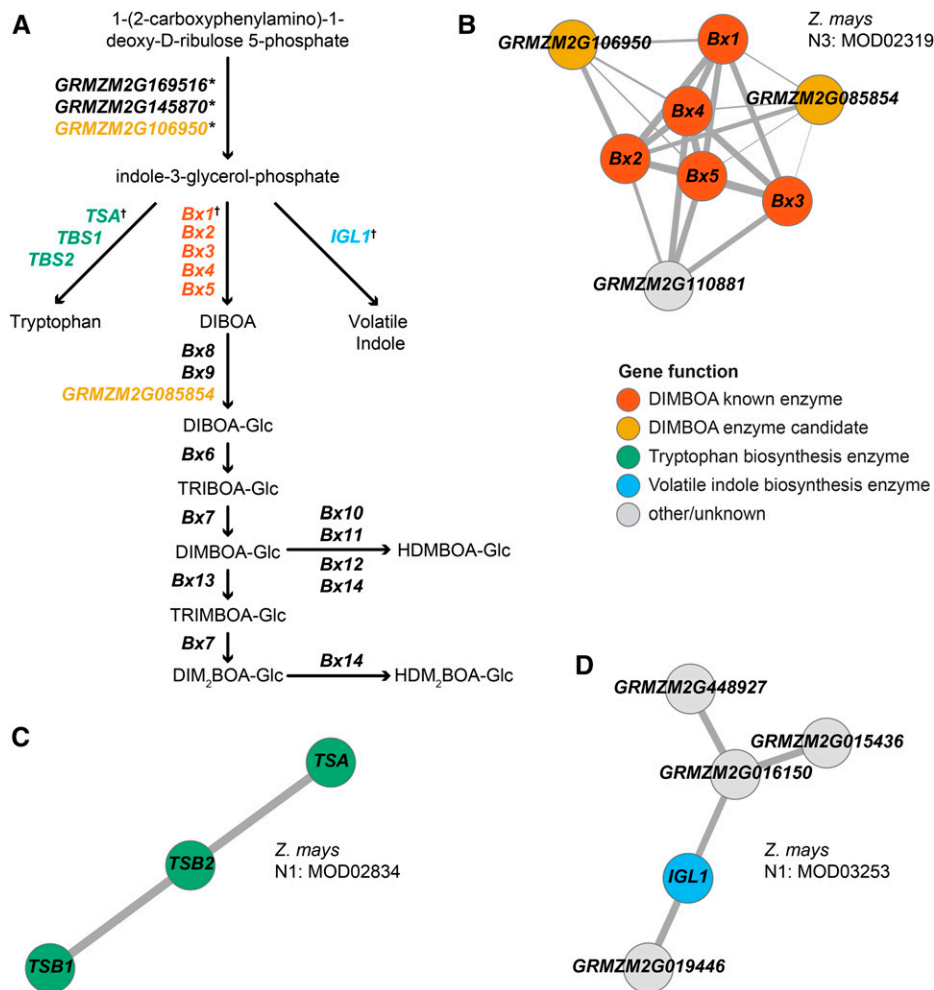 A
1-(2-carboxyphenylamino)-1-
deoxy-D-ribulose 5-phosphate
GRMZM2G169516*
GRMZM2G145870*
GRMZM2G106950*
indole-3-glycerol-phosphate
TSA†
TBS1
TBS2
Bx1†
Bx2
Bx3
Bx4
Bx5
IGL1†
Tryptophan
DIBOA
Volatile
Indole
Bx8
Bx9
GRMZM2G085854
DIBOA-Glc
Bx6
TRIBOA-Glc
Bx7
Bx10
Bx11
DIMBOA-Glc
HDMBOA-Glc
Bx12
Bx14
Bx13
TRIMBOA-Glc
Bx7
Bx14
DIM₂BOA-Glc
HDM₂BOA-Glc
B
Z. mays
N3: MOD02319
GRMZM2G106950
Bx1
GRMZM2G085854
Bx4
Bx2
Bx5
Bx3
GRMZM2G110881
Gene function
DIMBOA known enzyme
DIMBOA enzyme candidate
Tryptophan biosynthesis enzyme
Volatile indole biosynthesis enzyme
other/unknown
C
TSA
TSB2
TSB1
Z. mays
N1: MOD02834
D
GRMZM2G448927
GRMZM2G015436
GRMZM2G016150
IGL1
GRMZM2G019446
Z. mays
N1: MOD03253